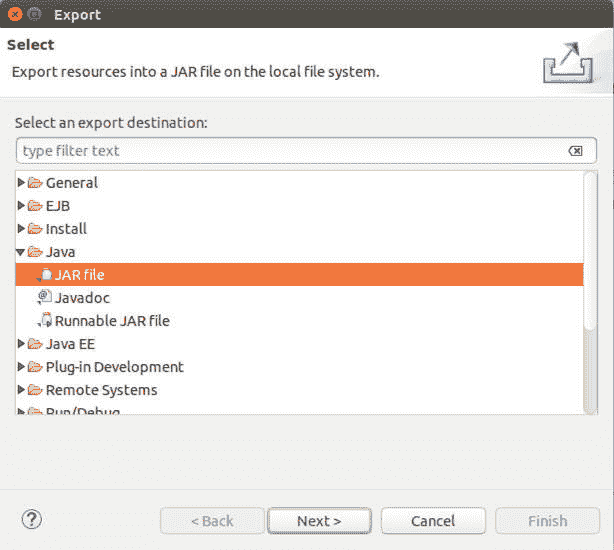 Export
Select
Export resources into a JAR file on the local file system.
Select an export destination:
type filter text
General
EJB
Install
Java
JAR file
Javadoc
Runnable JAR file
Java EE
Plug-in Development
Remote Systems
Run/Debug
< Back
Next >
Cancel
Finish